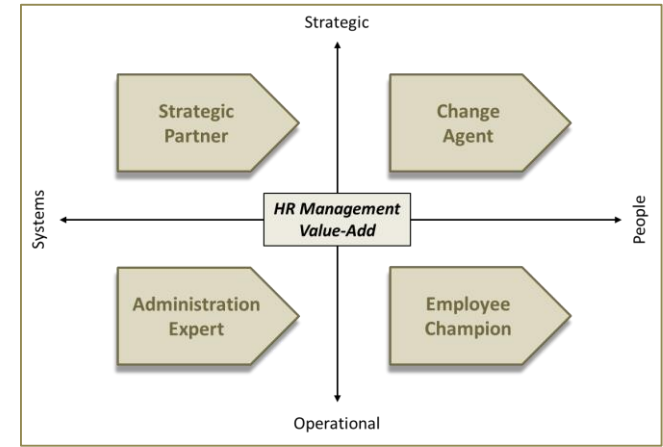 Strategic
Strategic
Partner
Change
Agent
Systems
HR Management
Value-Add
People
Administration
Expert
Employee
Champion
Operational